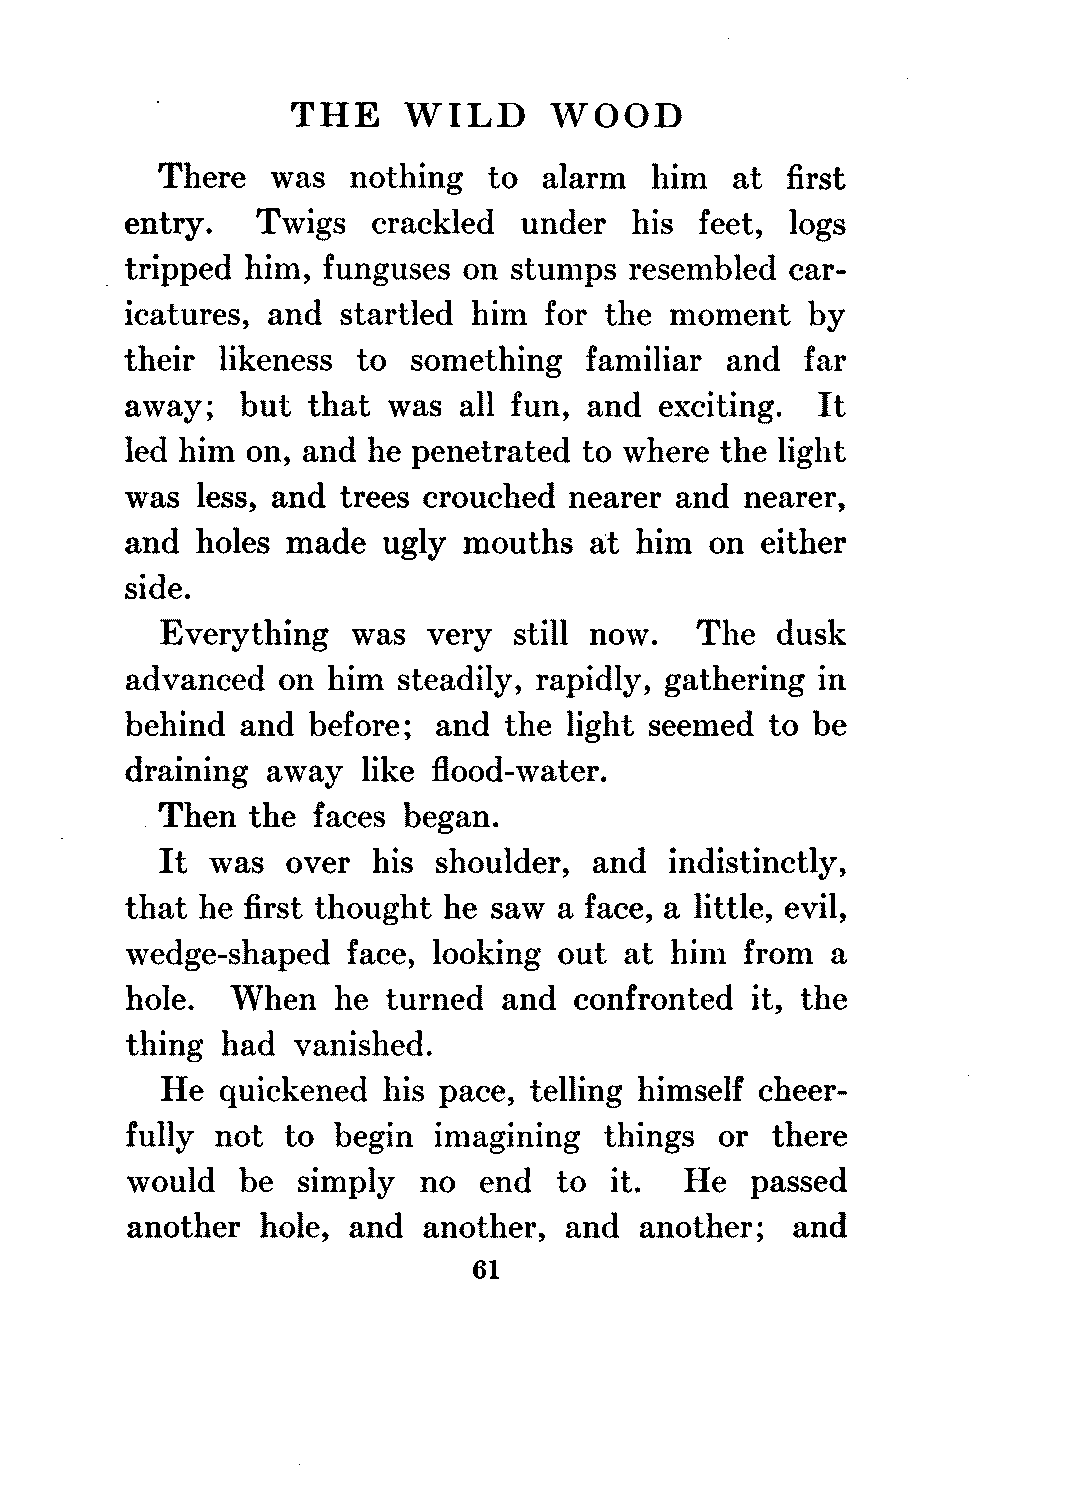 THE WILD WOOD
There was nothing to alarm him at first
entry. Twigs crackled under his feet, logs
tripped him, funguses on stumps resembled car-
icatures, and startled him for the moment by
their likeness to something familiar and far
away; but that was all fun, and exciting. It
led him on, and he penetrated to where the light
was less, and trees crouched nearer and nearer,
and holes made ugly mouths at him on either
side.
Everything was very still now. The dusk
advanced on him steadily, rapidly, gathering in
behind and before; and the light seemed to be
draining away like flood-water.
Then the faces began.
It was over his shoulder, and indistinctly,
that he first thought he saw a face, a little, evil,
wedge-shaped face, looking out at him from a
hole. When he turned and confronted it, the
thing had vanished.
He quickened his pace, telling himself cheer-
fully not to begin imagining things or there
would be simply no end to it. He passed
another hole, and another, and another; and
61